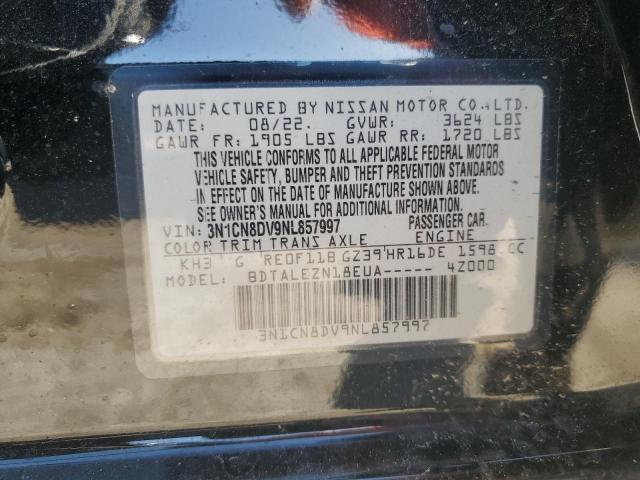 MANUFACTURED BY NISSAN MOTOR CO.,LTD.
DATE: 08/22. GVWR: 3624 LBS
GAWR FR: 1905 LBS GAWR RR: 1720 LBS
THIS VEHICLE CONFORMS TO ALL APPLICABLE FEDERAL MOTOR
VEHICLE SAFETY, BUMPER AND THEFT PREVENTION STANDARDS
IN EFFECT ON THE DATE OF MANUFACTURE SHOWN ABOVE.
SEE OWNER'S MANUAL FOR ADDITIONAL INFORMATION.
VIN: 3N1CN8DV9NL857997 PASSENGER CAR.
COLOR TRIM TRANS AXLE ENGINE
KH3 G RE0F11B GZ39 HR16DE 1598 CC
MODEL: BDTALEZN18EUA----- 4Z000
3N1CN8DV9NL857997